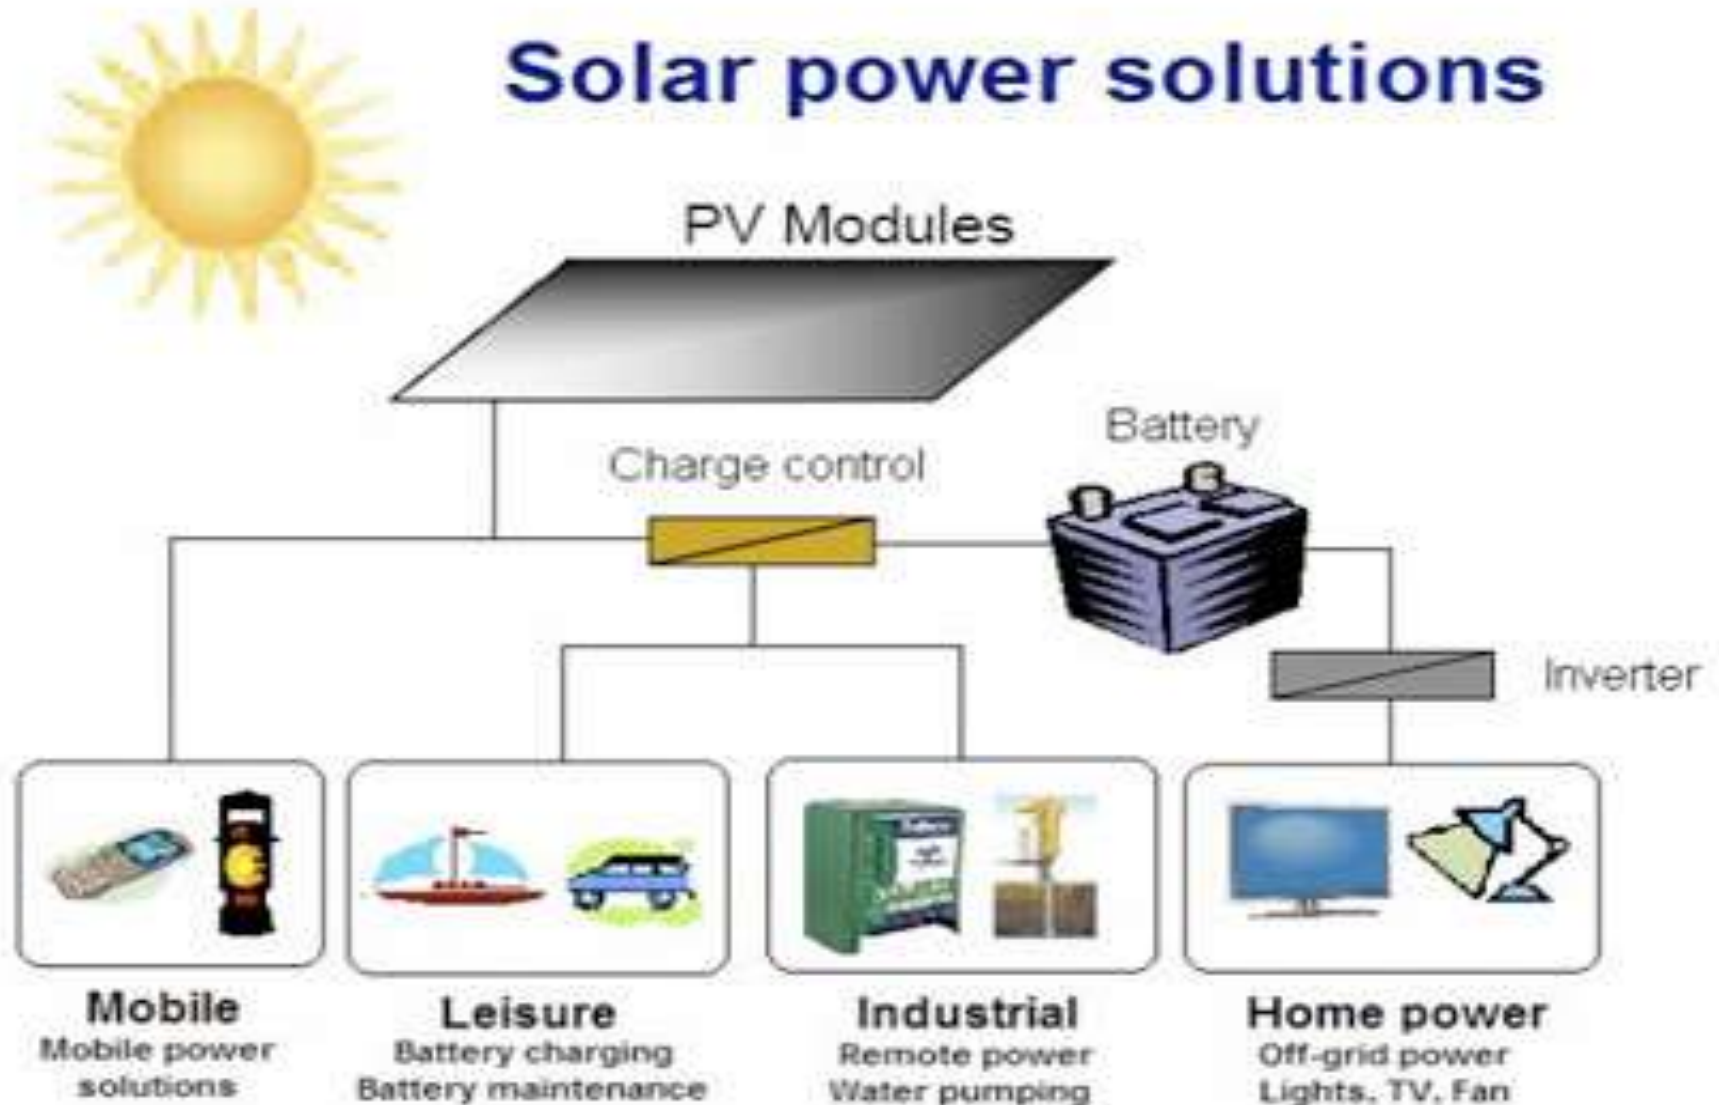 Solar power solutions
PV Modules
Battery
Charge control
Inverter
Mobile
Mobile power
solutions
Leisure
Battery charging
Battery maintenance
Industrial
Remote power
Water pumping
Home power
Off-grid power
Lights, TV, Fan